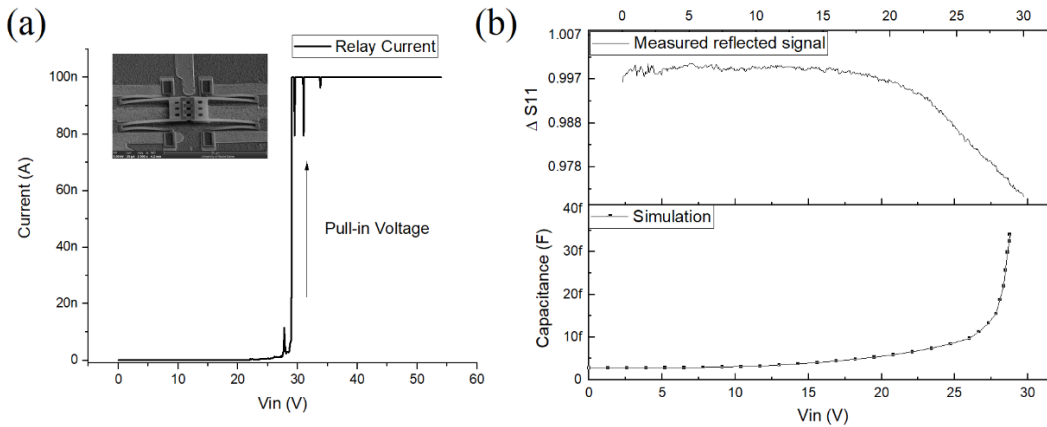 (a)
Relay Current
100n
80n
60n
40n
20n
0
Current (A)
Pull-in Voltage
0 10 20 30 40 50 60
Vin (V)
(b)
0 5 10 15 20 25 30
1.007
0.997
0.988
0.978
Δ S11
Measured reflected signal
40f
30f
20f
10f
0
Capacitance (F)
Simulation
0 5 10 15 20 25 30
Vin (V)